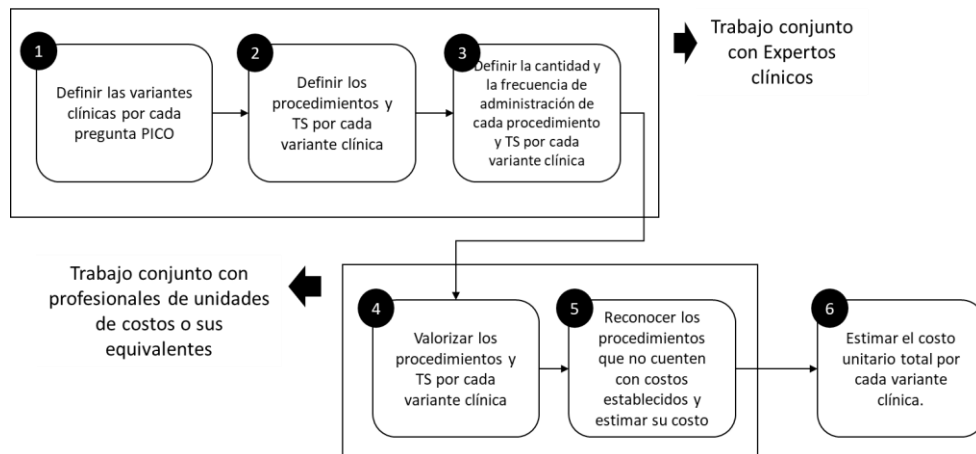 1
Definir las variantes
clínicas por cada
pregunta PICO
2
Definir los
procedimientos y
TS por cada
variante clínica
3
Definir la cantidad y
la frecuencia de
administración de
cada procedimiento
y TS por cada
variante clínica
Trabajo conjunto
con Expertos
clínicos
Trabajo conjunto con
profesionales de unidades
de costos o sus
equivalentes
4
Valorizar los
procedimientos y
TS por cada
variante clínica
5
Reconocer los
procedimientos
que no cuenten
con costos
establecidos y
estimar su costo
6
Estimar el costo
unitario total por
cada variante
clínica.